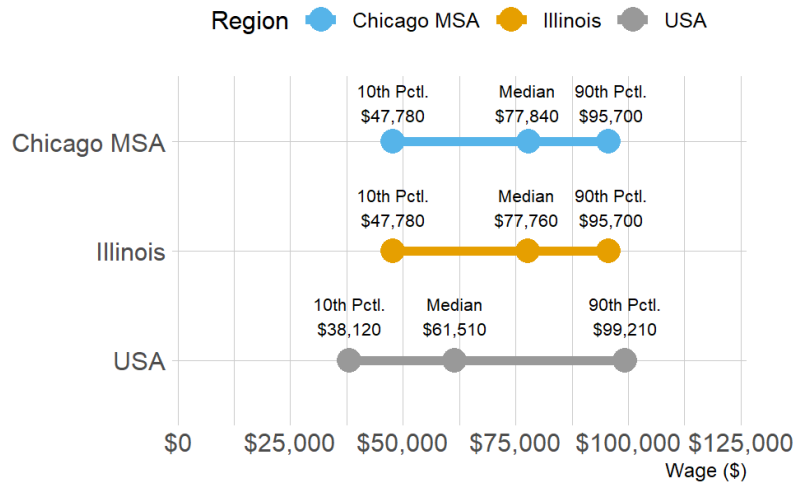 Region Chicago MSA Illinois USA
10th Pctl. Median 90th Pctl.
$47,780 $77,840 $95,700
Chicago MSA
10th Pctl. Median 90th Pctl.
$47,780 $77,760 $95,700
Illinois
10th Pctl. Median 90th Pctl.
$38,120 $61,510 $99,210
USA
$0 $25,000 $50,000 $75,000 $100,000 $125,000
Wage ($)